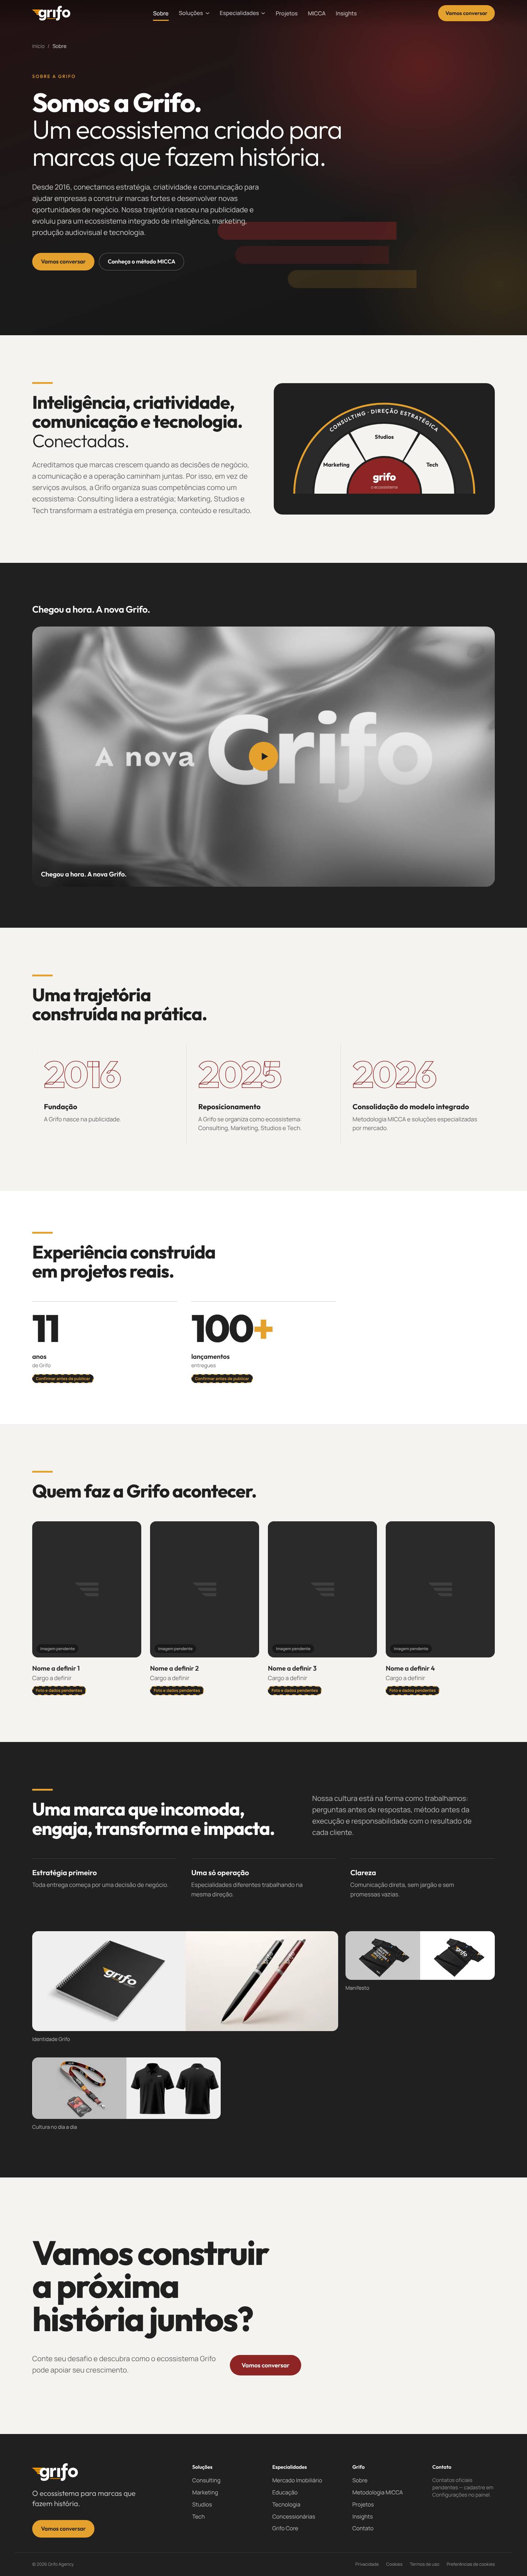 grifo
Sobre Soluções Especialidades Projetos MICCA Insights
Vamos conversar
Início / Sobre
SOBRE A GRIFO
Somos a Grifo.
Um ecossistema criado para
marcas que fazem história.
Desde 2016, conectamos estratégia, criatividade e comunicação para
ajudar empresas a construir marcas fortes e desenvolver novas
oportunidades de negócio. Nossa trajetória nasceu na publicidade e
evoluiu para um ecossistema integrado de inteligência, marketing,
produção audiovisual e tecnologia.
Vamos conversar
Conheça o método MICCA
Inteligência, criatividade,
comunicação e tecnologia.
Conectadas.
Acreditamos que marcas crescem quando as decisões de negócio,
a comunicação e a operação caminham juntas. Por isso, em vez de
serviços avulsos, a Grifo organiza suas competências como um
ecossistema: Consulting lidera a estratégia; Marketing, Studios e
Tech transformam a estratégia em presença, conteúdo e resultado.
CONSULTING · DIREÇÃO ESTRATÉGICA
Studios
Marketing
Tech
grifo
o ecossistema
Chegou a hora. A nova Grifo.
A nova Grifo
Chegou a hora. A nova Grifo.
Uma trajetória
construída na prática.
2016
Fundação
A Grifo nasce na publicidade.
2025
Reposicionamento
A Grifo se organiza como ecossistema:
Consulting, Marketing, Studios e Tech.
2026
Consolidação do modelo integrado
Metodologia MICCA e soluções especializadas
por mercado.
Experiência construída
em projetos reais.
11
anos
de Grifo
Confirmar antes de publicar
100+
lançamentos
entregues
Confirmar antes de publicar
Quem faz a Grifo acontecer.
Imagem pendente
Nome a definir 1
Cargo a definir
Foto e dados pendentes
Imagem pendente
Nome a definir 2
Cargo a definir
Foto e dados pendentes
Imagem pendente
Nome a definir 3
Cargo a definir
Foto e dados pendentes
Imagem pendente
Nome a definir 4
Cargo a definir
Foto e dados pendentes
Uma marca que incomoda,
engaja, transforma e impacta.
Nossa cultura está na forma como trabalhamos:
perguntas antes de respostas, método antes da
execução e responsabilidade com o resultado de
cada cliente.
Estratégia primeiro
Toda entrega começa por uma decisão de negócio.
Uma só operação
Especialidades diferentes trabalhando na
mesma direção.
Clareza
Comunicação direta, sem jargão e sem
promessas vazias.
grifo
Identidade Grifo
grifo
Manifesto
Cultura no dia a dia
Vamos construir
a próxima
história juntos?
Conte seu desafio e descubra como o ecossistema Grifo
pode apoiar seu crescimento.
Vamos conversar
grifo
O ecossistema para marcas que
fazem história.
Vamos conversar
Soluções
Consulting
Marketing
Studios
Tech
Especialidades
Mercado Imobiliário
Educação
Tecnologia
Concessionárias
Grifo Core
Grifo
Sobre
Metodologia MICCA
Projetos
Insights
Contato
Contato
Contatos oficiais
pendentes — cadastre em
Configurações no painel.
© 2026 Grifo Agency
Privacidade Cookies Termos de uso Preferências de cookies